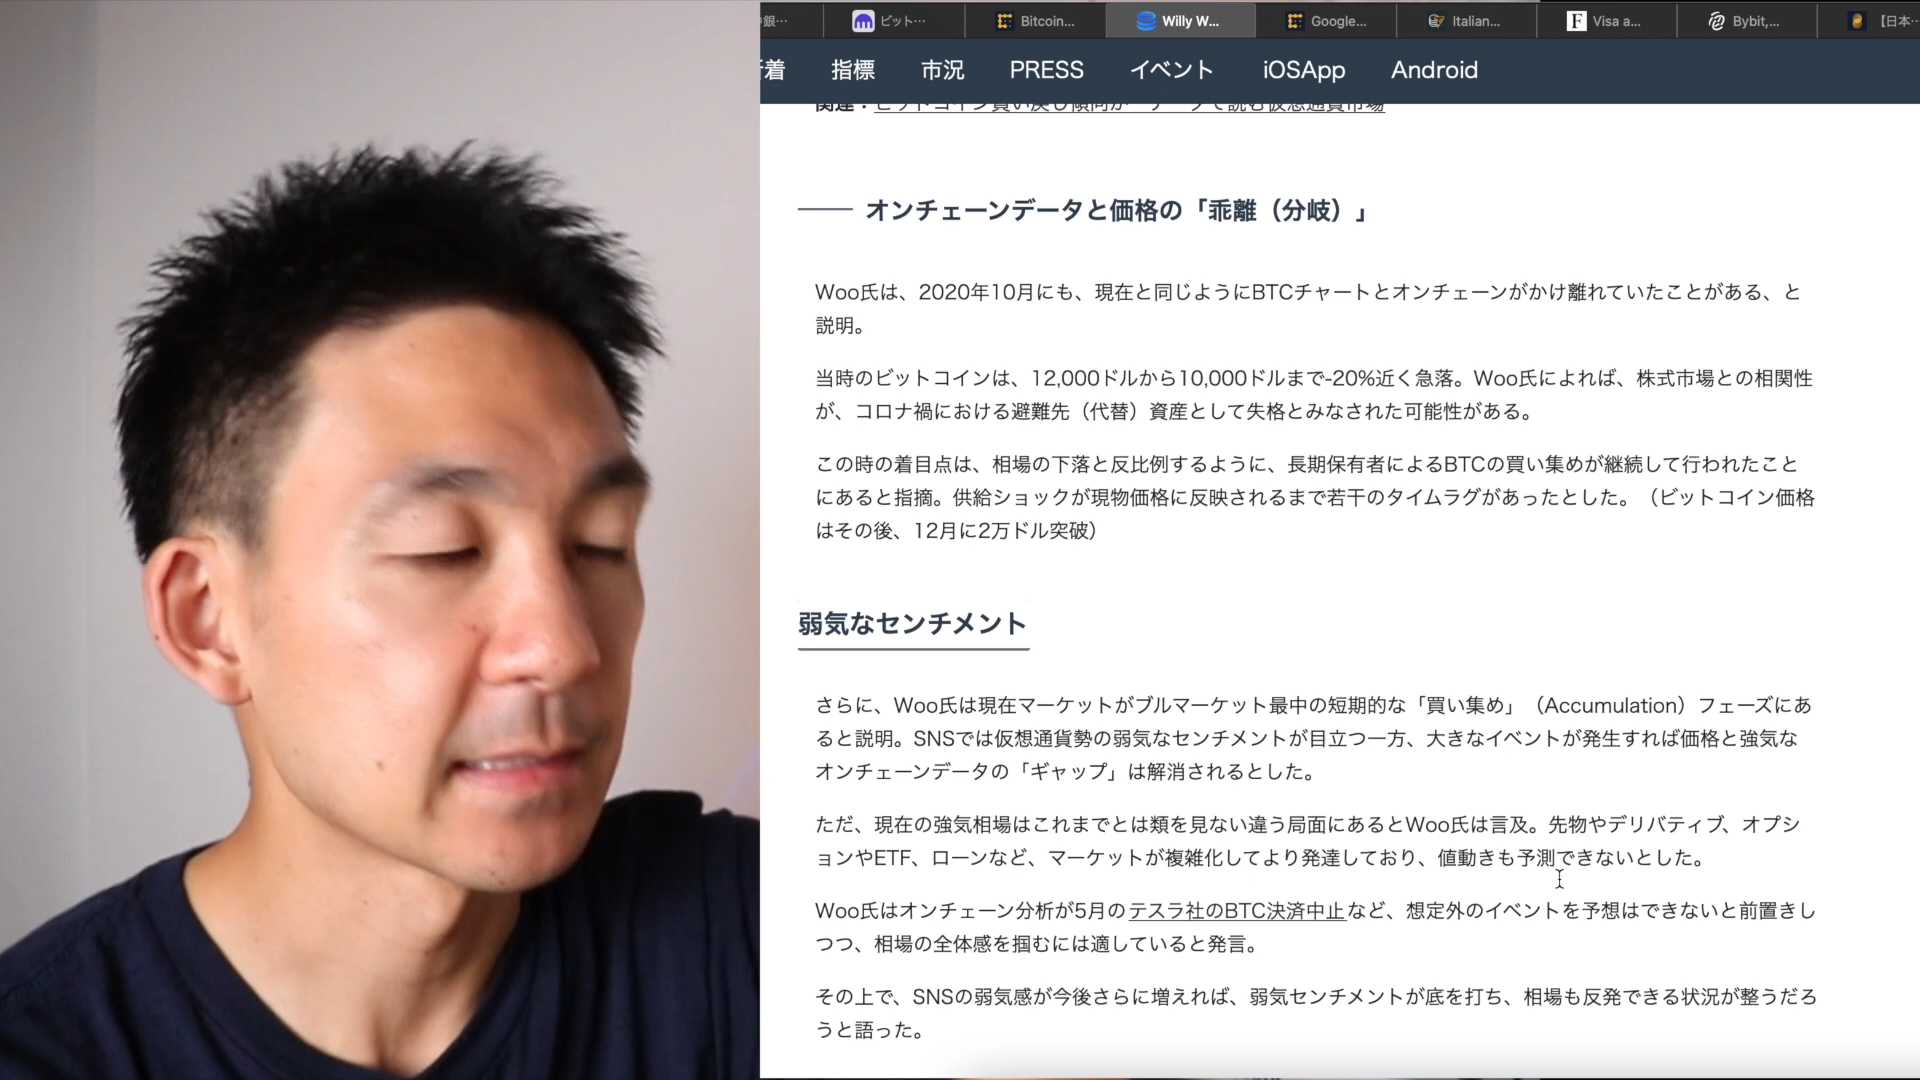 銀…
ビット…
Bitcoin...
Willy W...
Google...
Italian...
F
Visa a...
Bybit,...
【日本…
着
指標
市況
PRESS
イベント
iOSApp
Android
関連：ビットコイン買い戻し傾向か データで読む仮想通貨市場
オンチェーンデータと価格の「乖離（分岐）」
Woo氏は、2020年10月にも、現在と同じようにBTCチャートとオンチェーンがかけ離れていたことがある、と
説明。
当時のビットコインは、12,000ドルから10,000ドルまで-20%近く急落。Woo氏によれば、株式市場との相関性
が、コロナ禍における避難先（代替）資産として失格とみなされた可能性がある。
この時の着目点は、相場の下落と反比例するように、長期保有者によるBTCの買い集めが継続して行われたこと
にあると指摘。供給ショックが現物価格に反映されるまで若干のタイムラグがあったとした。（ビットコイン価格
はその後、12月に2万ドル突破）
弱気なセンチメント
さらに、Woo氏は現在マーケットがブルマーケット最中の短期的な「買い集め」（Accumulation）フェーズにあ
ると説明。SNSでは仮想通貨勢の弱気なセンチメントが目立つ一方、大きなイベントが発生すれば価格と強気な
オンチェーンデータの「ギャップ」は解消されるとした。
ただ、現在の強気相場はこれまでとは類を見ない違う局面にあるとWoo氏は言及。先物やデリバティブ、オプシ
ョンやETF、ローンなど、マーケットが複雑化してより発達しており、値動きも予測できないとした。
Woo氏はオンチェーン分析が5月のテスラ社のBTC決済中止など、想定外のイベントを予想はできないと前置きし
つつ、相場の全体感を掴むには適していると発言。
その上で、SNSの弱気感が今後さらに増えれば、弱気センチメントが底を打ち、相場も反発できる状況が整うだろ
うと語った。